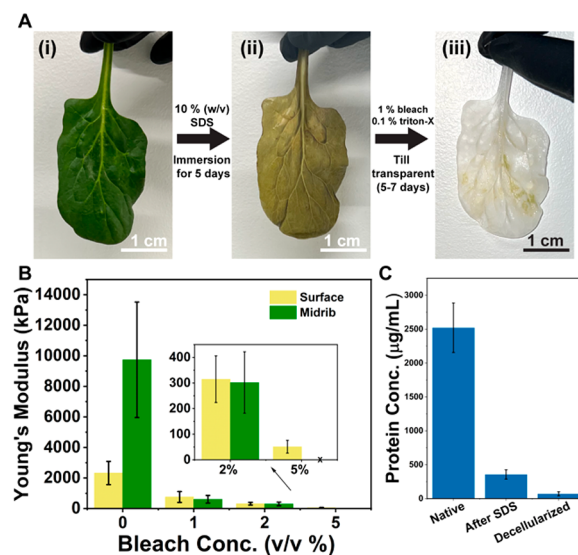 A
(i)
(ii)
(iii)
10 % (w/v)
SDS
Immersion
for 5 days
1 % bleach
0.1 % triton-X
Till
transparent
(5-7 days)
1 cm
1 cm
1 cm
B
Young's Modulus (kPa)
14000
12000
10000
8000
6000
4000
2000
0
Surface
Midrib
400
300
200
100
0
2%
5%
x
0
1
2
5
Bleach Conc. (v/v %)
C
Protein Conc. (µg/mL)
3000
2500
2000
1500
1000
500
0
Native
After SDS
Decellularized